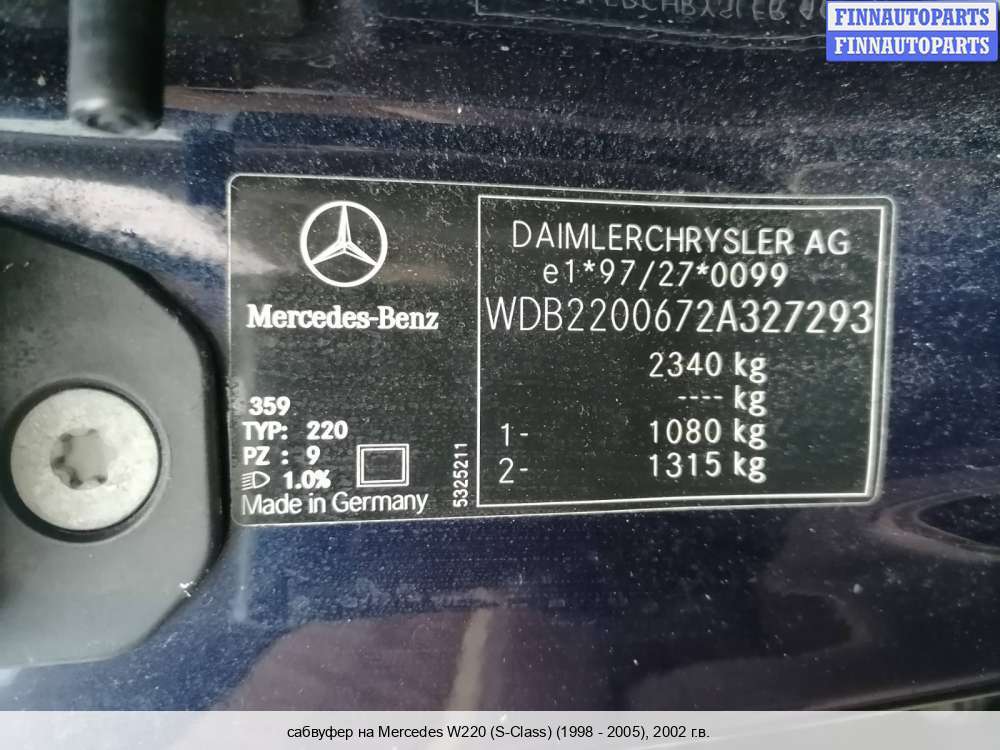 FINNAUTOPARTS
FINNAUTOPARTS
Mercedes-Benz
359
TYP: 220
PZ : 9
1.0%
Made in Germany
5325211
DAIMLERCHRYSLER AG
e1*97/27*0099
WDB2200672A327293
2340 kg
---- kg
1- 1080 kg
2- 1315 kg
сабвуфер на Mercedes W220 (S-Class) (1998 - 2005), 2002 г.в.